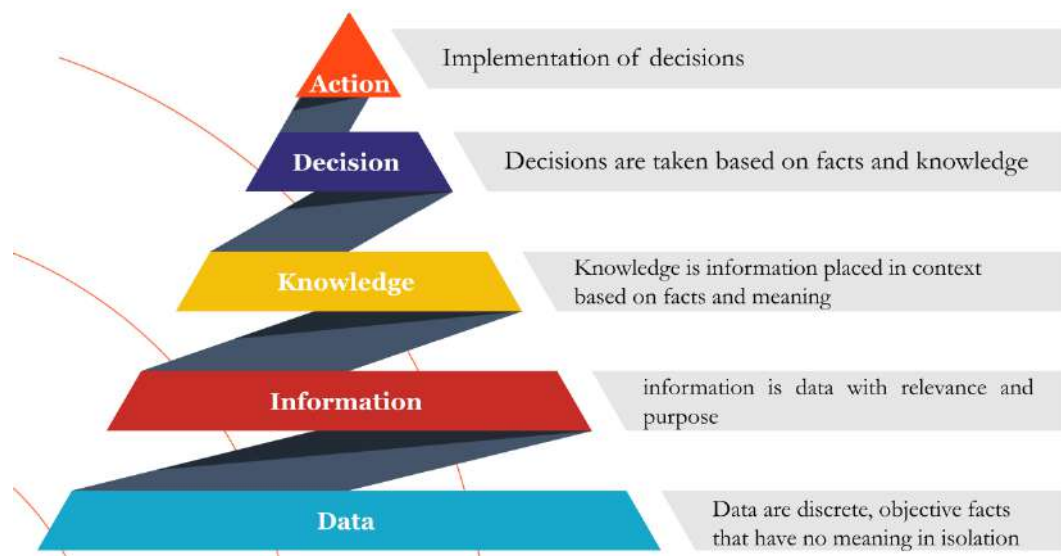 Action
Implementation of decisions
Decision
Decisions are taken based on facts and knowledge
Knowledge
Knowledge is information placed in context
based on facts and meaning
Information
information is data with relevance and
purpose
Data
Data are discrete, objective facts
that have no meaning in isolation